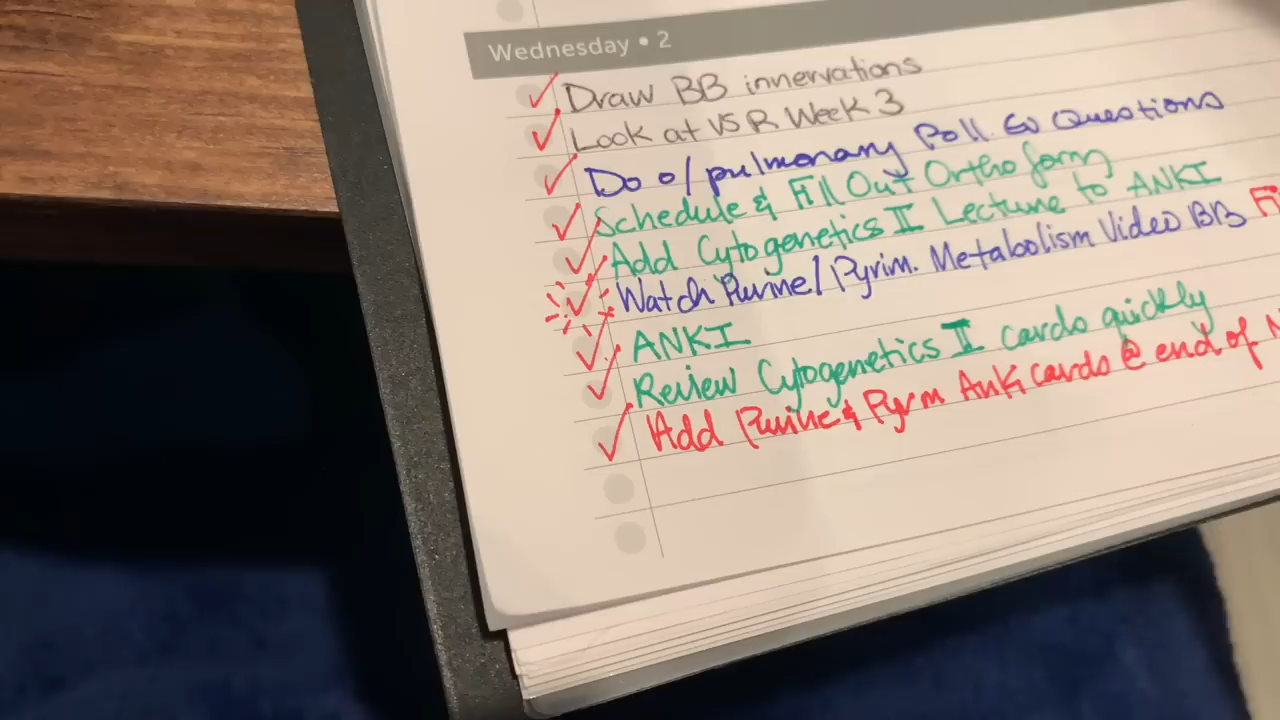 Wednesday • 2
Draw BB innervations
Look at VSR Week 3
Do o/pulmonary Poll Ev Questions
Schedule & Fill Out Ortho form
Add Cytogenetics II Lecture to ANKI
Watch Purine/Pyrim. Metabolism Video BB
ANKI
Review Cytogenetics II cards quickly
Add Purine & Pyrm Anki cards @ end of